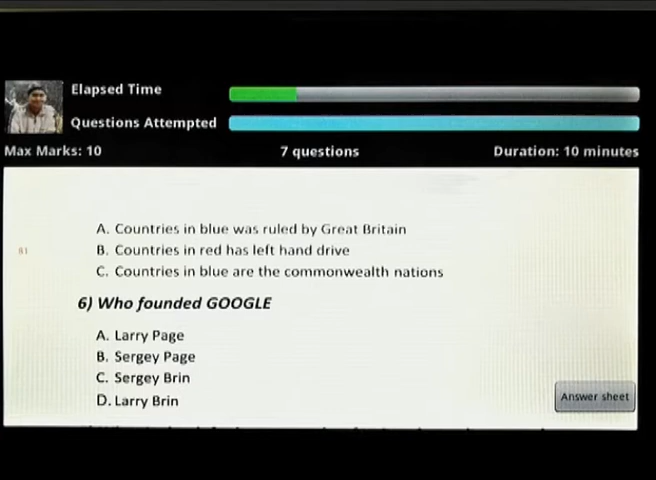 Elapsed Time
Questions Attempted
Max Marks: 10 7 questions Duration: 10 minutes
A. Countries in blue was ruled by Great Britain
81 B. Countries in red has left hand drive
C. Countries in blue are the commonwealth nations
6) Who founded GOOGLE
A. Larry Page
B. Sergey Page
C. Sergey Brin
D. Larry Brin
Answer sheet